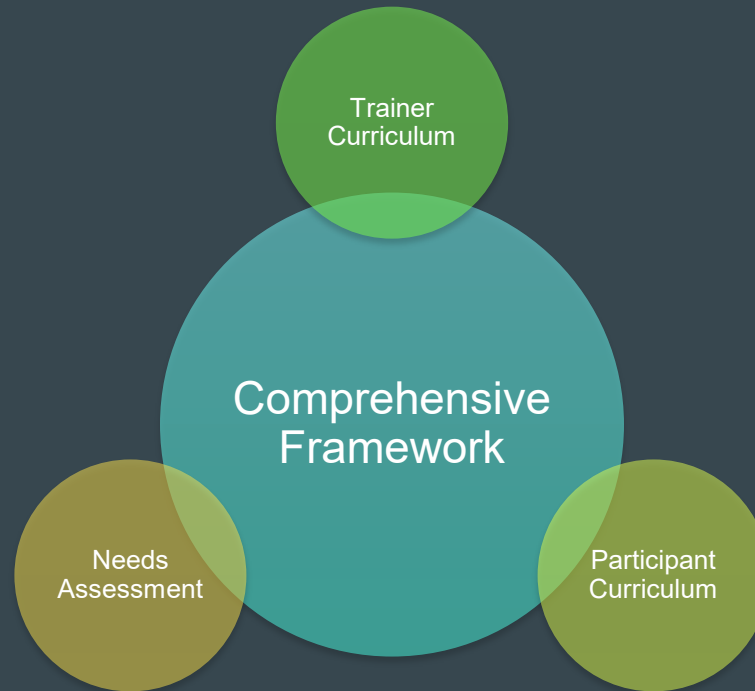 Trainer
Curriculum
Comprehensive
Framework
Needs
Assessment
Participant
Curriculum